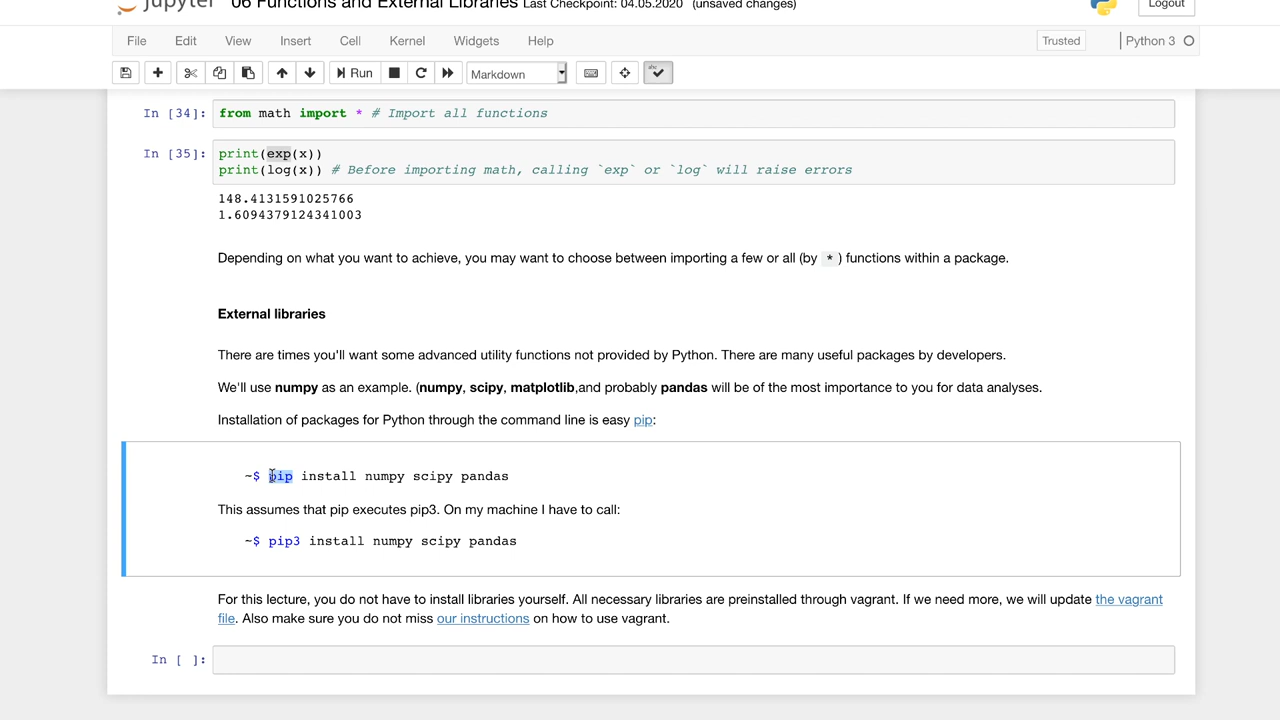 jupyter 06 Functions and External Libraries Last Checkpoint: 04.05.2020 (unsaved changes) Logout
File Edit View Insert Cell Kernel Widgets Help Trusted Python 3
Run Markdown abc
In [34]: from math import * # Import all functions
In [35]: print(exp(x))
print(log(x)) # Before importing math, calling `exp` or `log` will raise errors
148.4131591025766
1.6094379124341003
Depending on what you want to achieve, you may want to choose between importing a few or all (by * ) functions within a package.
External libraries
There are times you'll want some advanced utility functions not provided by Python. There are many useful packages by developers.
We'll use numpy as an example. (numpy, scipy, matplotlib,and probably pandas will be of the most importance to you for data analyses.
Installation of packages for Python through the command line is easy pip:
~$ pip install numpy scipy pandas
This assumes that pip executes pip3. On my machine I have to call:
~$ pip3 install numpy scipy pandas
For this lecture, you do not have to install libraries yourself. All necessary libraries are preinstalled through vagrant. If we need more, we will update the vagrant
file. Also make sure you do not miss our instructions on how to use vagrant.
In [ ]: